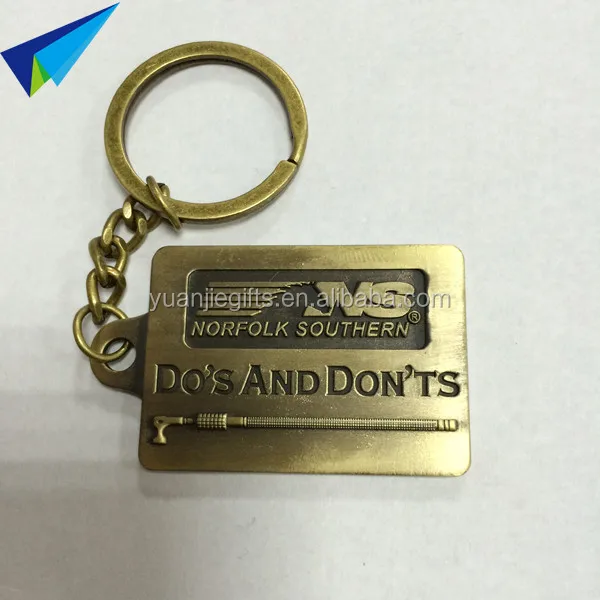 NS®
yuanjiegifts.en.alibaba.com
NORFOLK SOUTHERN
DO'S AND DON'TS